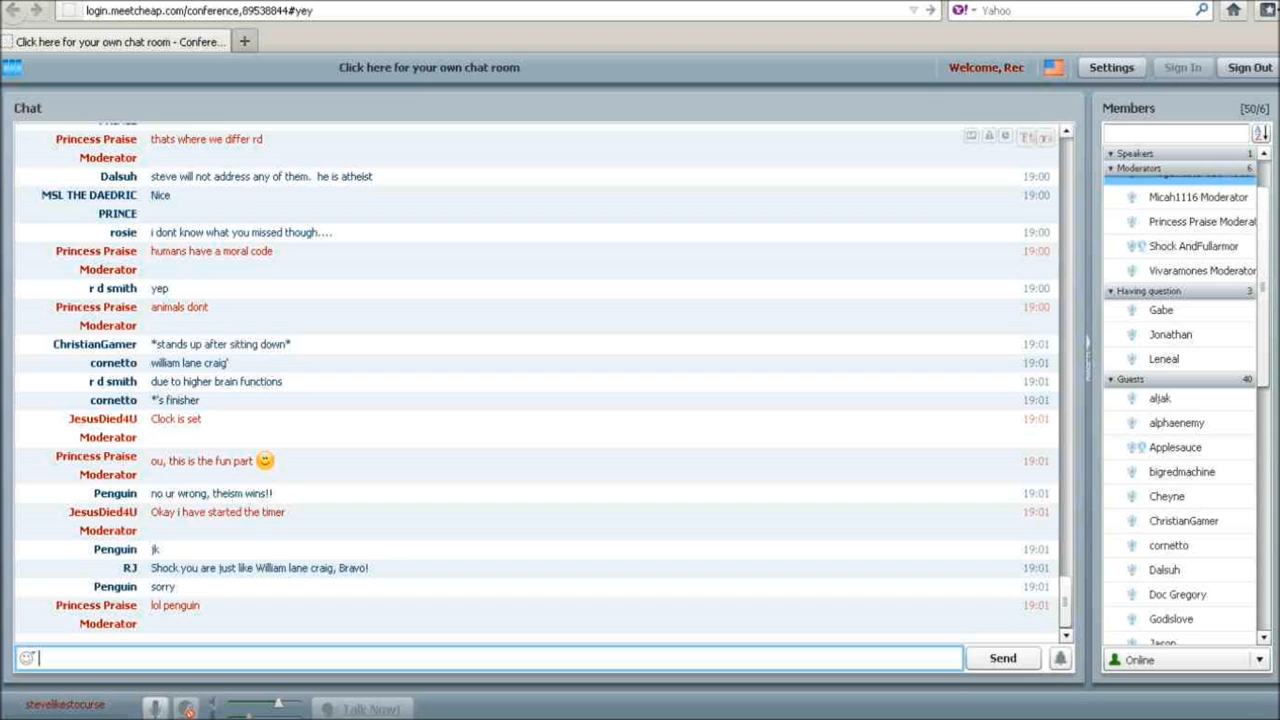 login.meetcheap.com/conference,89538844#yey
Yahoo
Click here for your own chat room - Confere...
Click here for your own chat room
Welcome, Rec
Settings
Sign In
Sign Out
Chat
Princess Praise Moderator thats where we differ rd
Dalsuh steve will not address any of them. he is atheist 19:00
MSL THE DAEDRIC PRINCE Nice 19:00
rosie i dont know what you missed though.... 19:00
Princess Praise Moderator humans have a moral code 19:00
r d smith yep 19:00
Princess Praise Moderator animals dont 19:00
ChristianGamer *stands up after sitting down* 19:01
cornetto william lane craig' 19:01
r d smith due to higher brain functions 19:01
cornetto *'s finisher 19:01
JesusDied4U Moderator Clock is set 19:01
Princess Praise Moderator ou, this is the fun part 19:01
Penguin no ur wrong, theism wins!! 19:01
JesusDied4U Moderator Okay i have started the timer 19:01
Penguin jk 19:01
RJ Shock you are just like William lane craig, Bravo! 19:01
Penguin sorry 19:01
Princess Praise Moderator lol penguin 19:01
Send
stevelikestocurse
Talk Now!
Members [50/6]
Speakers 1
Moderators 6
Micah1116 Moderator
Princess Praise Moderat
Shock AndFullarmor
Vivaramones Moderator
Having question 3
Gabe
Jonathan
Leneal
Guests 40
aljak
alphaenemy
Applesauce
bigredmachine
Cheyne
ChristianGamer
cornetto
Dalsuh
Doc Gregory
Godislove
Jason
Online